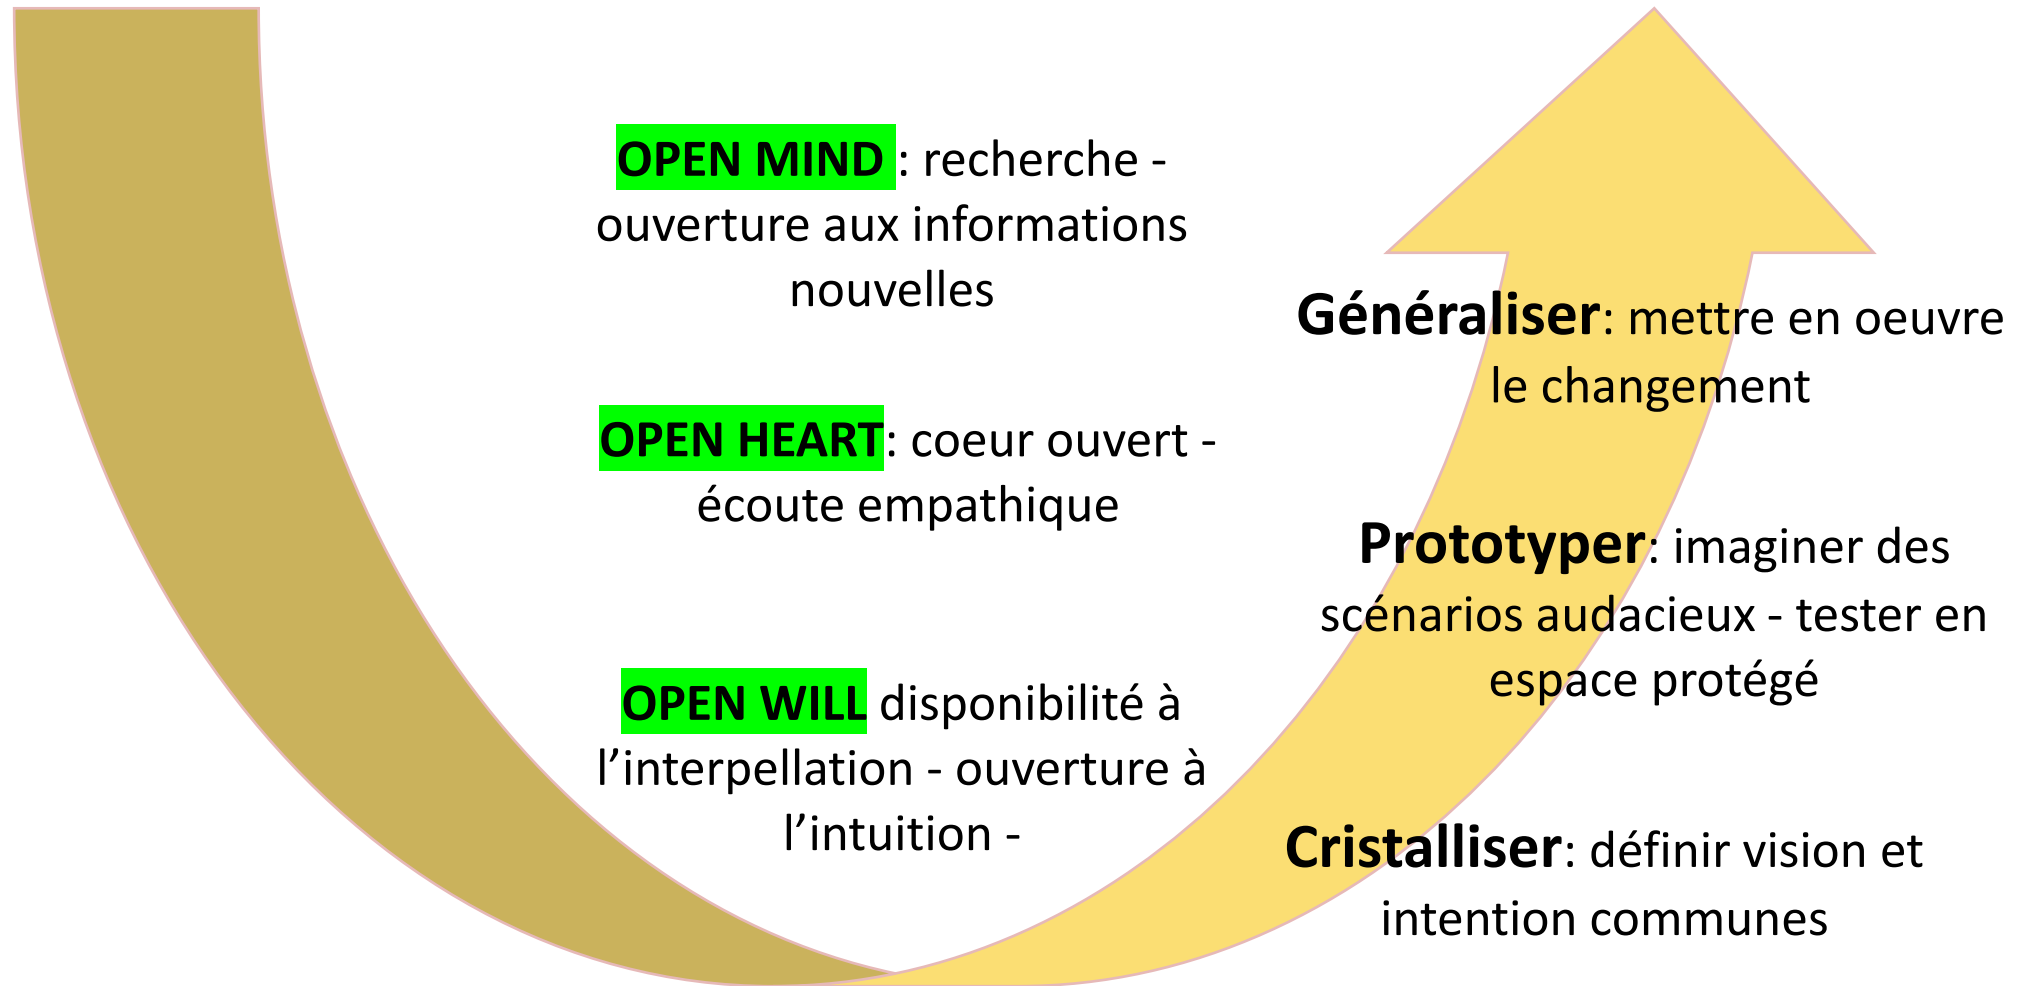 OPEN MIND : recherche -
ouverture aux informations
nouvelles
OPEN HEART: coeur ouvert -
écoute empathique
OPEN WILL disponibilité à
l’interpellation - ouverture à
l’intuition -
Généraliser: mettre en oeuvre
le changement
Prototyper: imaginer des
scénarios audacieux - tester en
espace protégé
Cristalliser: définir vision et
intention communes